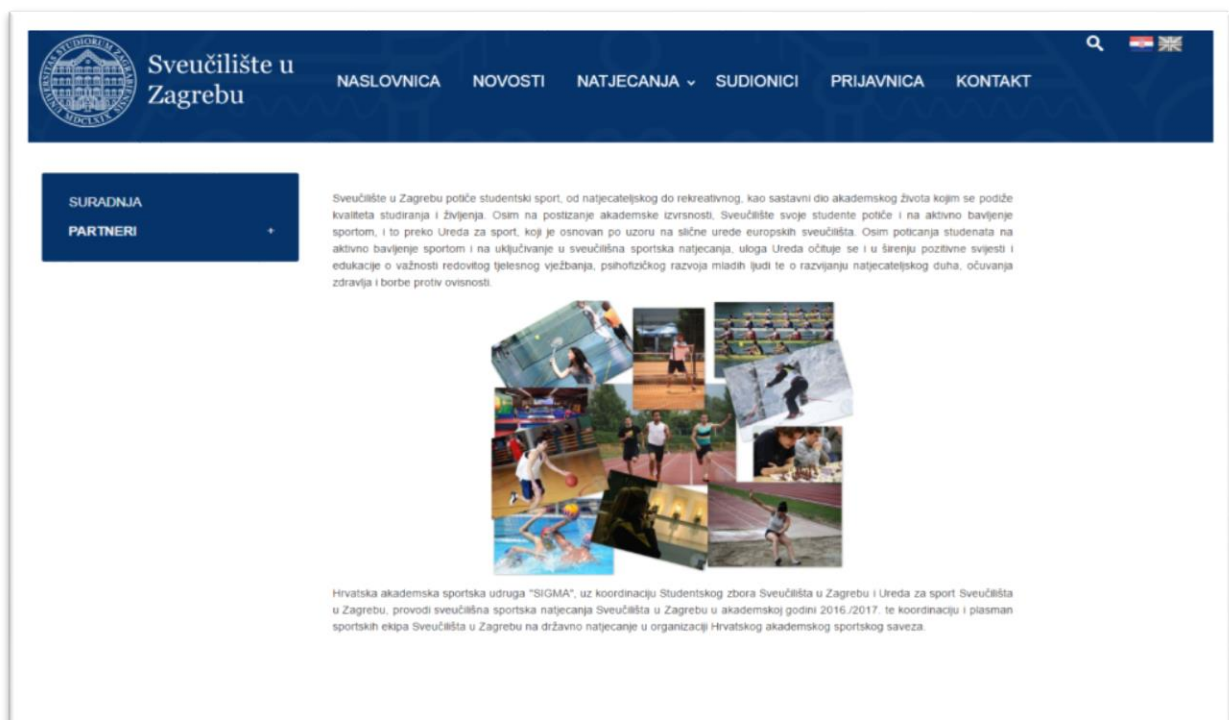 Sveučilište u
Zagrebu
NASLOVNICA NOVOSTI NATJECANJA SUDIONICI PRIJAVNICA KONTAKT
SURADNJA
PARTNERI +
Sveučilište u Zagrebu potiče studentski sport, od natjecateljskog do rekreativnog, kao sastavni dio akademskog života kojim se podiže
kvaliteta studiranja i življenja. Osim na postizanje akademske izvrsnosti, Sveučilište svoje studente potiče i na aktivno bavljenje
sportom, i to preko Ureda za sport, koji je osnovan po uzoru na slične urede europskih sveučilišta. Osim poticanja studenata na
aktivno bavljenje sportom i na uključivanje u sveučilišna sportska natjecanja, uloga Ureda očituje se i u širenju pozitivne svijesti i
edukacije o važnosti redovitog tjelesnog vježbanja, psihofizičkog razvoja mladih ljudi te o razvijanju natjecateljskog duha, očuvanja
zdravlja i borbe protiv ovisnosti.
Hrvatska akademska sportska udruga "SIGMA", uz koordinaciju Studentskog zbora Sveučilišta u Zagrebu i Ureda za sport Sveučilišta
u Zagrebu, provodi sveučilišna sportska natjecanja Sveučilišta u Zagrebu u akademskoj godini 2016./2017. te koordinaciju i plasman
sportskih ekipa Sveučilišta u Zagrebu na državno natjecanje u organizaciji Hrvatskog akademskog sportskog saveza.